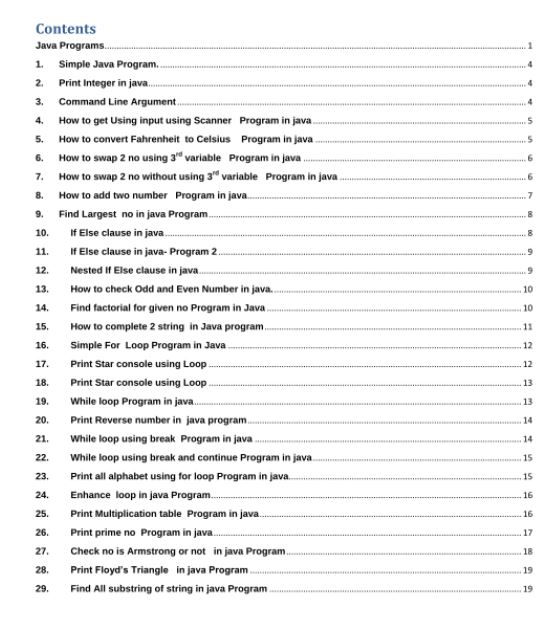 Contents
Java Programs 1
1. Simple Java Program. 4
2. Print Integer in java 4
3. Command Line Argument 4
4. How to get Using input using Scanner Program in java 5
5. How to convert Fahrenheit to Celsius Program in java 5
6. How to swap 2 no using 3rd variable Program in java 6
7. How to swap 2 no without using 3rd variable Program in java 6
8. How to add two number Program in java 7
9. Find Largest no in java Program 8
10. If Else clause in java 8
11. If Else clause in java- Program 2 9
12. Nested If Else clause in java 9
13. How to check Odd and Even Number in java. 10
14. Find factorial for given no Program in Java 10
15. How to complete 2 string in Java program 11
16. Simple For Loop Program in Java 12
17. Print Star console using Loop 12
18. Print Star console using Loop 13
19. While loop Program in java 13
20. Print Reverse number in java program 14
21. While loop using break Program in java 14
22. While loop using break and continue Program in java 15
23. Print all alphabet using for loop Program in java 15
24. Enhance loop in java Program 16
25. Print Multiplication table Program in java 16
26. Print prime no Program in java 17
27. Check no is Armstrong or not in java Program 18
28. Print Floyd's Triangle in java Program 19
29. Find All substring of string in java Program 19